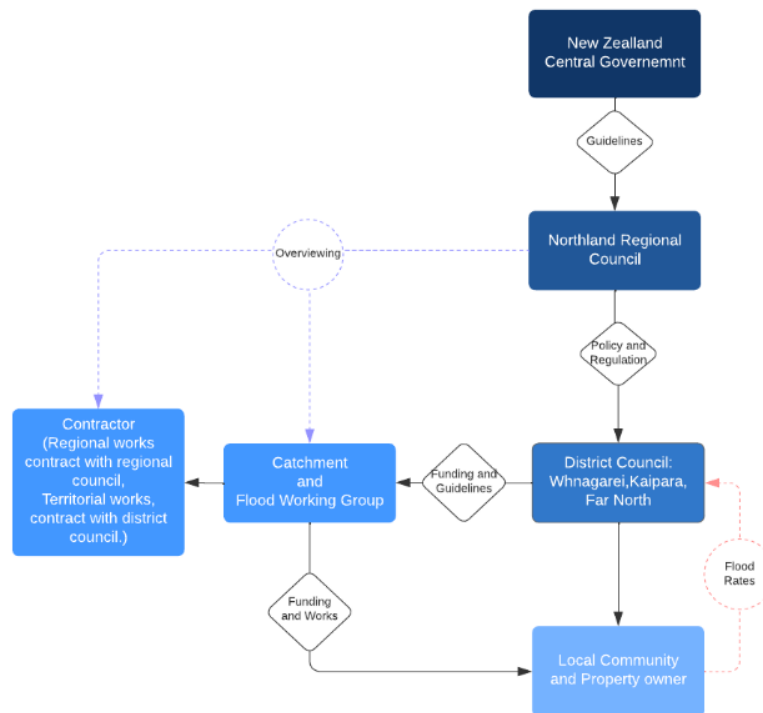 New Zealland
Central Governemnt
Guidelines
Northland Regional
Council
Overviewing
Policy and
Regulation
Contractor
(Regional works
contract with regional
council,
Territorial works,
contract with district
council.)
Catchment
and
Flood Working Group
Funding and
Guidelines
District Council:
Whnagarei,Kaipara,
Far North
Flood
Rates
Funding
and Works
Local Community
and Property owner